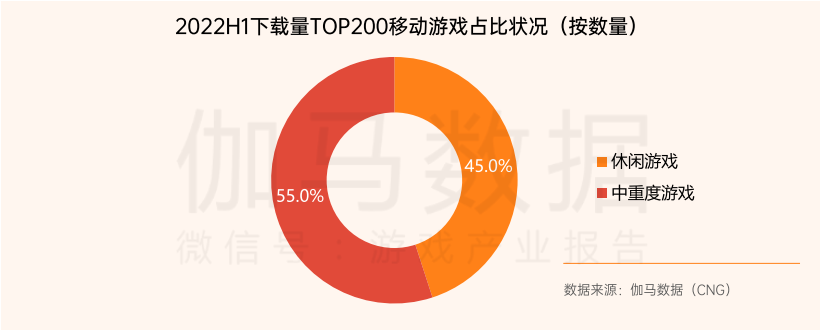 2022H1下载量TOP200移动游戏占比状况（按数量）
伽马数据
微信号：游戏产业报告
45.0%
55.0%
休闲游戏
中重度游戏
数据来源：伽马数据（CNG）